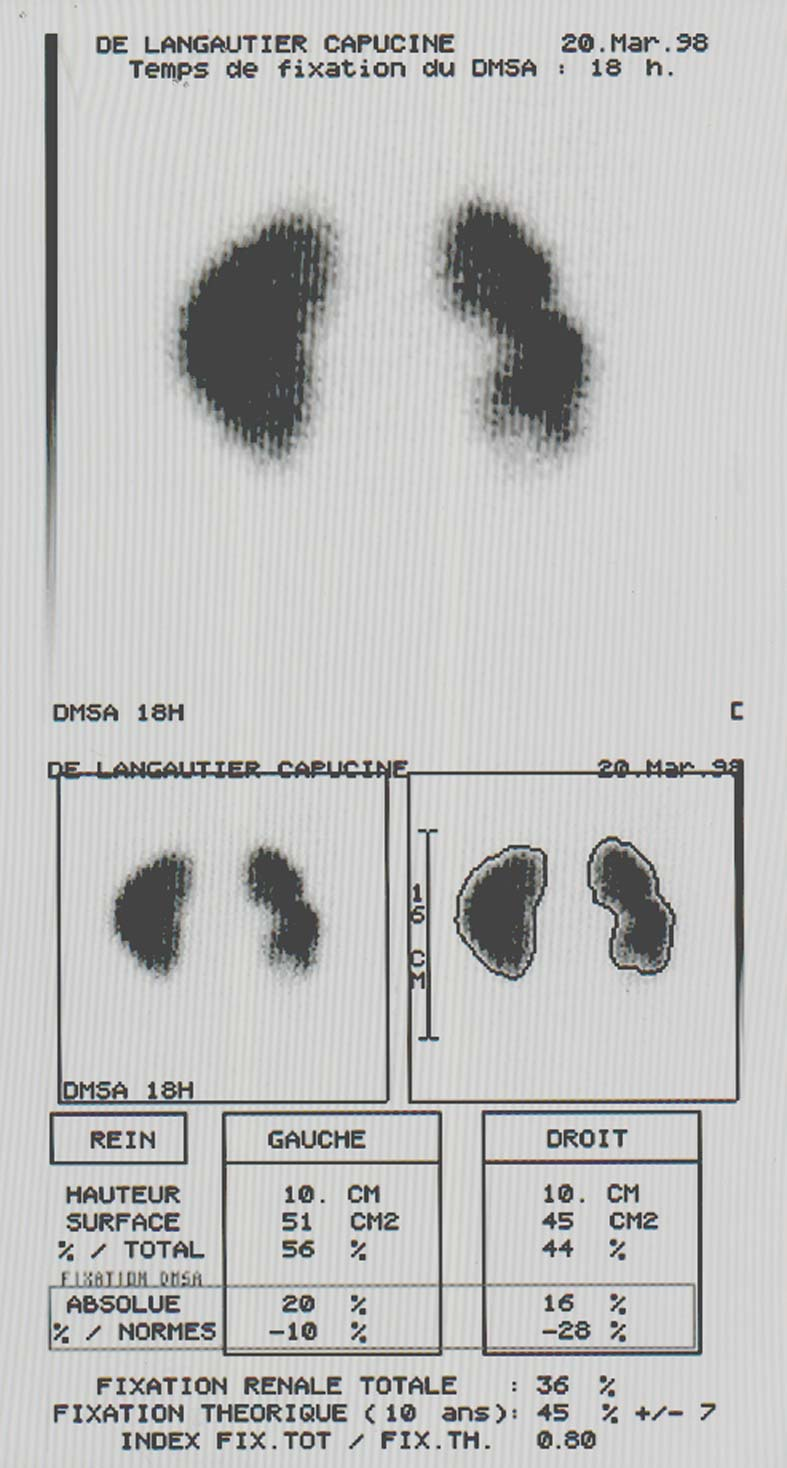 DE LANGAUTIER CAPUCINE 20.Mar.98
Temps de fixation du DMSA : 18 h.
DMSA 18H C
DE LANGAUTIER CAPUCINE 20.Mar.98
16 CM
DMSA 18H
REIN GAUCHE DROIT
HAUTEUR 10. CM 10. CM
SURFACE 51 CM2 45 CM2
% / TOTAL 56 % 44 %
FIXATION DMSA
ABSOLUE 20 % 16 %
% / NORMES -10 % -28 %
FIXATION RENALE TOTALE : 36 %
FIXATION THEORIQUE (10 ans): 45 % +/- 7
INDEX FIX.TOT / FIX.TH. 0.80